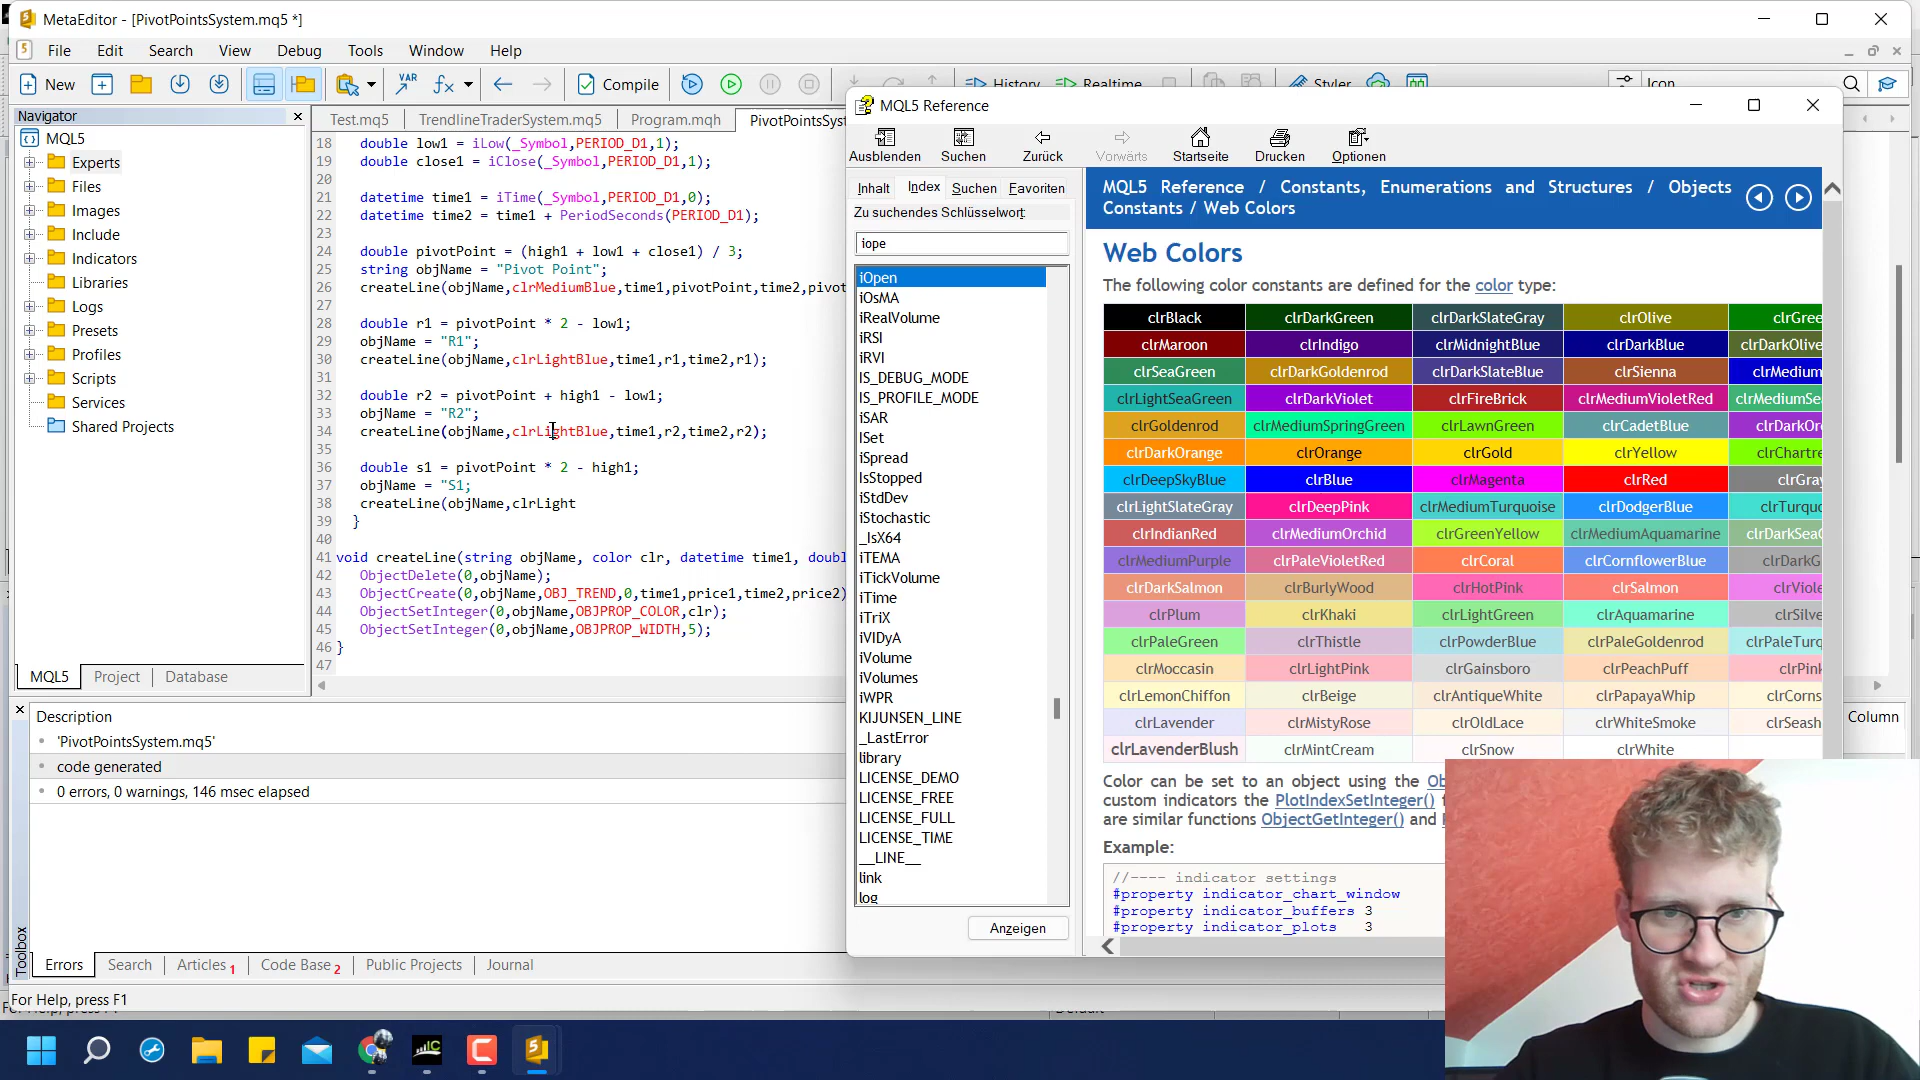 MetaEditor - [PivotPointsSystem.mq5 *]
File Edit Search View Debug Tools Window Help
New VAR Compile History Realtime Styler Icon
Navigator
MQL5
Experts
Files
Images
Include
Indicators
Libraries
Logs
Presets
Profiles
Scripts
Services
Shared Projects
MQL5 Project Database
Test.mq5 TrendlineTraderSystem.mq5 Program.mqh PivotPointsSyst
18 double low1 = iLow(_Symbol,PERIOD_D1,1);
19 double close1 = iClose(_Symbol,PERIOD_D1,1);
20
21 datetime time1 = iTime(_Symbol,PERIOD_D1,0);
22 datetime time2 = time1 + PeriodSeconds(PERIOD_D1);
23
24 double pivotPoint = (high1 + low1 + close1) / 3;
25 string objName = "Pivot Point";
26 createLine(objName,clrMediumBlue,time1,pivotPoint,time2,pivot
27
28 double r1 = pivotPoint * 2 - low1;
29 objName = "R1";
30 createLine(objName,clrLightBlue,time1,r1,time2,r1);
31
32 double r2 = pivotPoint + high1 - low1;
33 objName = "R2";
34 createLine(objName,clrLightBlue,time1,r2,time2,r2);
35
36 double s1 = pivotPoint * 2 - high1;
37 objName = "S1;
38 createLine(objName,clrLight
39 }
40
41 void createLine(string objName, color clr, datetime time1, doubl
42 ObjectDelete(0,objName);
43 ObjectCreate(0,objName,OBJ_TREND,0,time1,price1,time2,price2)
44 ObjectSetInteger(0,objName,OBJPROP_COLOR,clr);
45 ObjectSetInteger(0,objName,OBJPROP_WIDTH,5);
46 }
47
MQL5 Reference
Ausblenden Suchen Zurück Vorwärts Startseite Drucken Optionen
Inhalt Index Suchen Favoriten
Zu suchendes Schlüsselwort:
iope
iOpen
iOsMA
iRealVolume
iRSI
iRVI
IS_DEBUG_MODE
IS_PROFILE_MODE
iSAR
ISet
iSpread
IsStopped
iStdDev
iStochastic
_IsX64
iTEMA
iTickVolume
iTime
iTriX
iVIDyA
iVolume
iVolumes
iWPR
KIJUNSEN_LINE
_LastError
library
LICENSE_DEMO
LICENSE_FREE
LICENSE_FULL
LICENSE_TIME
__LINE__
link
log
Anzeigen
MQL5 Reference / Constants, Enumerations and Structures / Objects
Constants / Web Colors
Web Colors
The following color constants are defined for the color type:
clrBlack clrDarkGreen clrDarkSlateGray clrOlive clrGree
clrMaroon clrIndigo clrMidnightBlue clrDarkBlue clrDarkOlive
clrSeaGreen clrDarkGoldenrod clrDarkSlateBlue clrSienna clrMedium
clrLightSeaGreen clrDarkViolet clrFireBrick clrMediumVioletRed clrMediumSe
clrGoldenrod clrMediumSpringGreen clrLawnGreen clrCadetBlue clrDarkOr
clrDarkOrange clrOrange clrGold clrYellow clrChartre
clrDeepSkyBlue clrBlue clrMagenta clrRed clrGray
clrLightSlateGray clrDeepPink clrMediumTurquoise clrDodgerBlue clrTurquo
clrIndianRed clrMediumOrchid clrGreenYellow clrMediumAquamarine clrDarkSea
clrMediumPurple clrPaleVioletRed clrCoral clrCornflowerBlue clrDarkG
clrDarkSalmon clrBurlyWood clrHotPink clrSalmon clrViole
clrPlum clrKhaki clrLightGreen clrAquamarine clrSilve
clrPaleGreen clrThistle clrPowderBlue clrPaleGoldenrod clrPaleTurq
clrMoccasin clrLightPink clrGainsboro clrPeachPuff clrPink
clrLemonChiffon clrBeige clrAntiqueWhite clrPapayaWhip clrCorns
clrLavender clrMistyRose clrOldLace clrWhiteSmoke clrSeash
clrLavenderBlush clrMintCream clrSnow clrWhite
Color can be set to an object using the Ob
custom indicators the PlotIndexSetInteger() f
are similar functions ObjectGetInteger() and
Example:
//---- indicator settings
#property indicator_chart_window
#property indicator_buffers 3
#property indicator_plots 3
Column
Toolbox
Description
'PivotPointsSystem.mq5'
code generated
0 errors, 0 warnings, 146 msec elapsed
Errors Search Articles 1 Code Base 2 Public Projects Journal
For Help, press F1